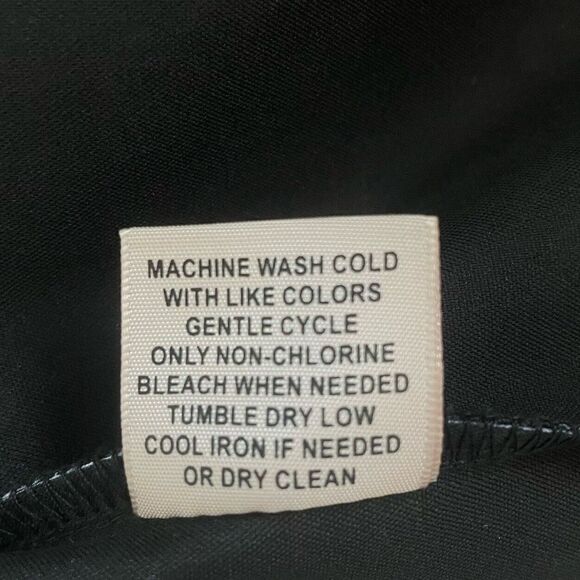 MACHINE WASH COLD
WITH LIKE COLORS
GENTLE CYCLE
ONLY NON-CHLORINE
BLEACH WHEN NEEDED
TUMBLE DRY LOW
COOL IRON IF NEEDED
OR DRY CLEAN